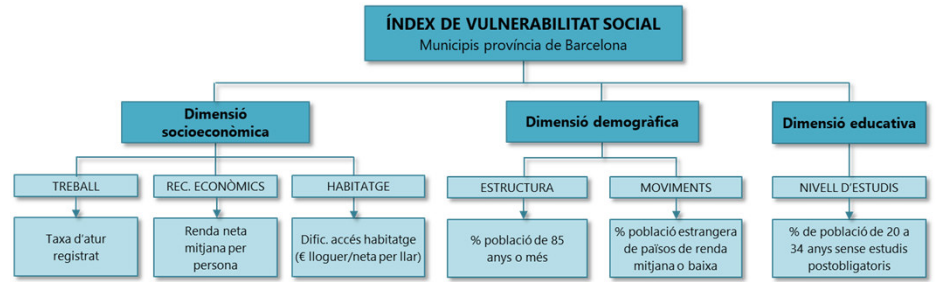 ÍNDEX DE VULNERABILITAT SOCIAL
Municipis província de Barcelona
Dimensió
socioeconòmica
Dimensió demogràfica
Dimensió educativa
TREBALL
REC. ECONÒMICS
HABITATGE
ESTRUCTURA
MOVIMENTS
NIVELL D'ESTUDIS
Taxa d'atur
registrat
Renda neta
mitjana per
persona
Dific. accés habitatge
(€ lloguer/neta per llar)
% població de 85
anys o més
% població estrangera
de països de renda
mitjana o baixa
% de població de 20 a
34 anys sense estudis
postobligatoris